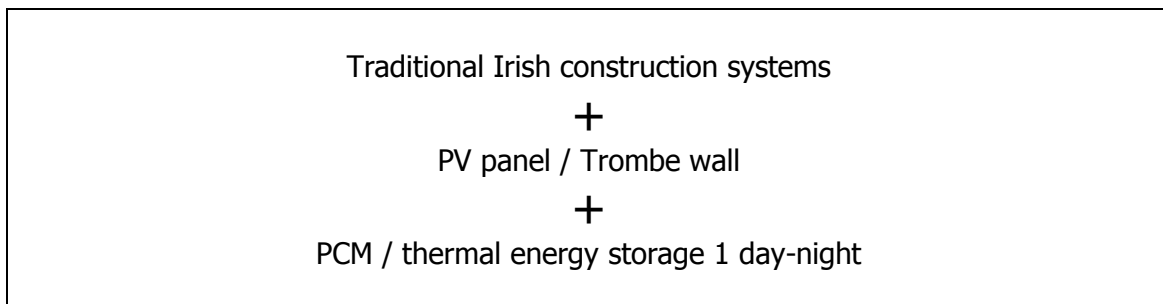 Traditional Irish construction systems
+
PV panel / Trombe wall
+
PCM / thermal energy storage 1 day-night